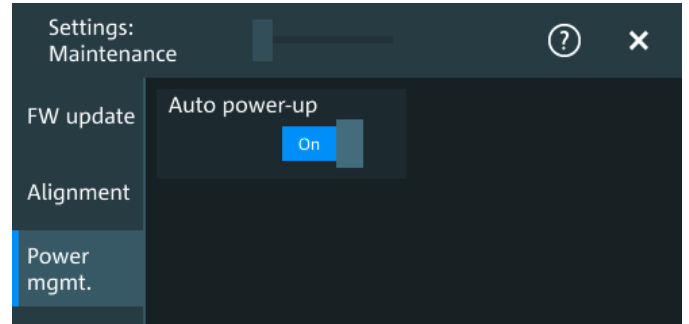 Settings:
Maintenance
?
FW update
Auto power-up
On
Alignment
Power
mgmt.